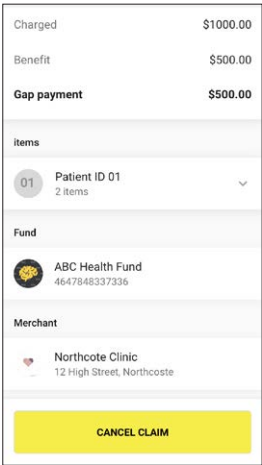 Charged $1000.00
Benefit $500.00
Gap payment $500.00
items
01 Patient ID 01
2 items
Fund
ABC Health Fund
4647848337336
Merchant
Northcote Clinic
12 High Street, Northcoste
CANCEL CLAIM